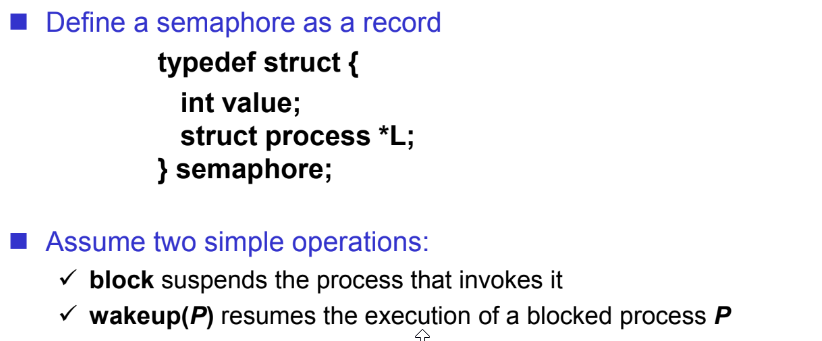 Define a semaphore as a record
typedef struct {
int value;
struct process *L;
} semaphore;
Assume two simple operations:
block suspends the process that invokes it
wakeup(P) resumes the execution of a blocked process P